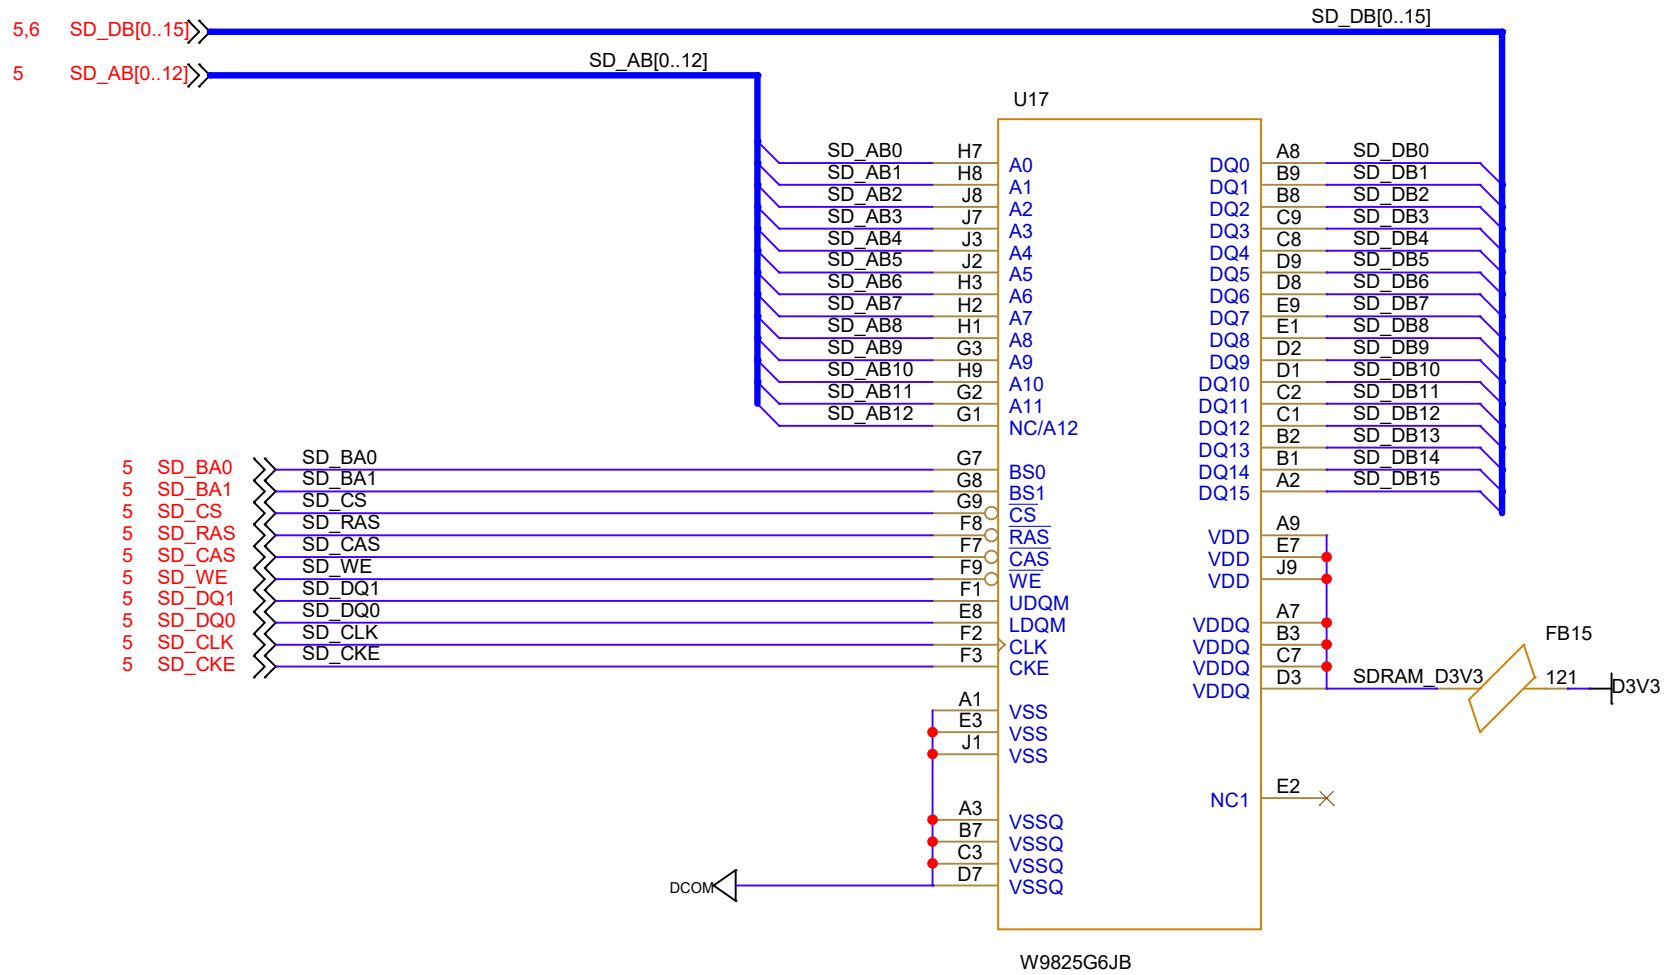 5,6 SD_DB[0..15] SD_DB[0..15]
5 SD_AB[0..12] SD_AB[0..12]
U17
SD_AB0 H7 A0 DQ0 A8 SD_DB0
SD_AB1 H8 A1 DQ1 B9 SD_DB1
SD_AB2 J8 A2 DQ2 B8 SD_DB2
SD_AB3 J7 A3 DQ3 C9 SD_DB3
SD_AB4 J3 A4 DQ4 C8 SD_DB4
SD_AB5 J2 A5 DQ5 D9 SD_DB5
SD_AB6 H3 A6 DQ6 D8 SD_DB6
SD_AB7 H2 A7 DQ7 E9 SD_DB7
SD_AB8 H1 A8 DQ8 E1 SD_DB8
SD_AB9 G3 A9 DQ9 D2 SD_DB9
SD_AB10 H9 A10 DQ10 D1 SD_DB10
SD_AB11 G2 A11 DQ11 C2 SD_DB11
SD_AB12 G1 NC/A12 DQ12 C1 SD_DB12
DQ13 B2 SD_DB13
5 SD_BA0 SD_BA0 G7 BS0 DQ14 B1 SD_DB14
5 SD_BA1 SD_BA1 G8 BS1 DQ15 A2 SD_DB15
5 SD_CS SD_CS G9 CS
5 SD_RAS SD_RAS F8 RAS VDD A9
5 SD_CAS SD_CAS F7 CAS VDD E7
5 SD_WE SD_WE F9 WE VDD J9
5 SD_DQ1 SD_DQ1 F1 UDQM
5 SD_DQ0 SD_DQ0 E8 LDQM VDDQ A7
5 SD_CLK SD_CLK F2 CLK VDDQ B3
5 SD_CKE SD_CKE F3 CKE VDDQ C7
VDDQ D3 SDRAM_D3V3 FB15 121 D3V3
A1 VSS
E3 VSS
J1 VSS
NC1 E2
A3 VSSQ
B7 VSSQ
C3 VSSQ
DCOM D7 VSSQ
W9825G6JB